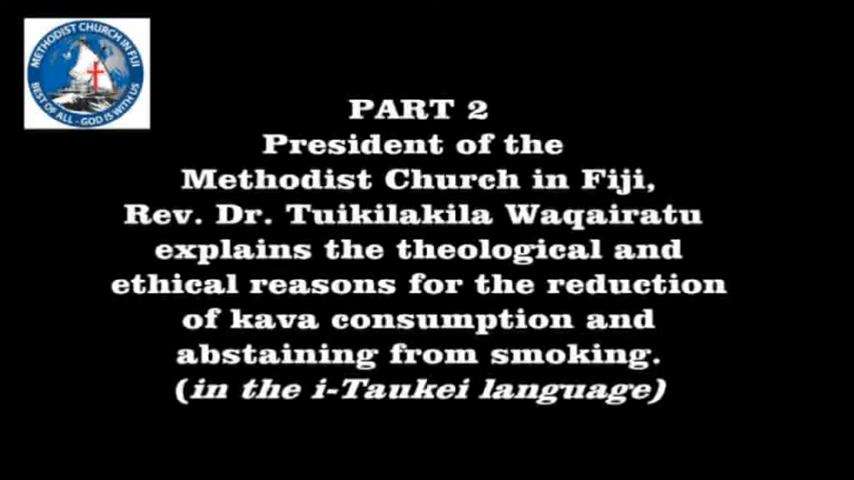 METHODIST CHURCH IN FIJI
BEST OF ALL - GOD IS WITH US
PART 2
President of the
Methodist Church in Fiji,
Rev. Dr. Tuikilakila Waqairatu
explains the theological and
ethical reasons for the reduction
of kava consumption and
abstaining from smoking.
(in the i-Taukei language)